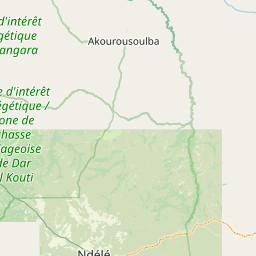 d'intérêt
égétique
angara
Akourousoulba
e d'intérêt
égétique /
one de
hasse
ageoise
de Dar
l Kouti
Ndélé